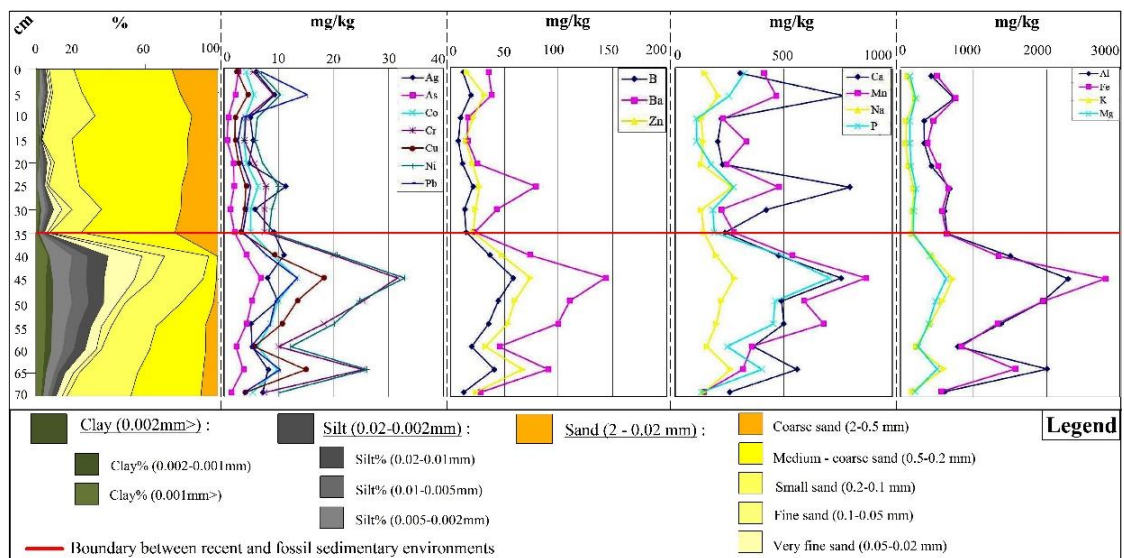 cm
%
mg/kg
mg/kg
mg/kg
mg/kg
0 20 60 100
0 10 20 30 40
0 50 100 150 200
0 500 1000
0 1000 2000 3000
0
5
10
15
20
25
30
35
40
45
50
55
60
65
70
Ag
As
Co
Cr
Cu
Ni
Pb
B
Ba
Zn
Ca
Mn
Na
P
Al
Fe
K
Mg
Legend
Clay (0.002mm>) :
Clay% (0.002-0.001mm)
Clay% (0.001mm>)
Silt (0.02-0.002mm) :
Silt% (0.02-0.01mm)
Silt% (0.01-0.005mm)
Silt% (0.005-0.002mm)
Sand (2 - 0.02 mm) :
Coarse sand (2-0.5 mm)
Medium - coarse sand (0.5-0.2 mm)
Small sand (0.2-0.1 mm)
Fine sand (0.1-0.05 mm)
Very fine sand (0.05-0.02 mm)
Boundary between recent and fossil sedimentary environments